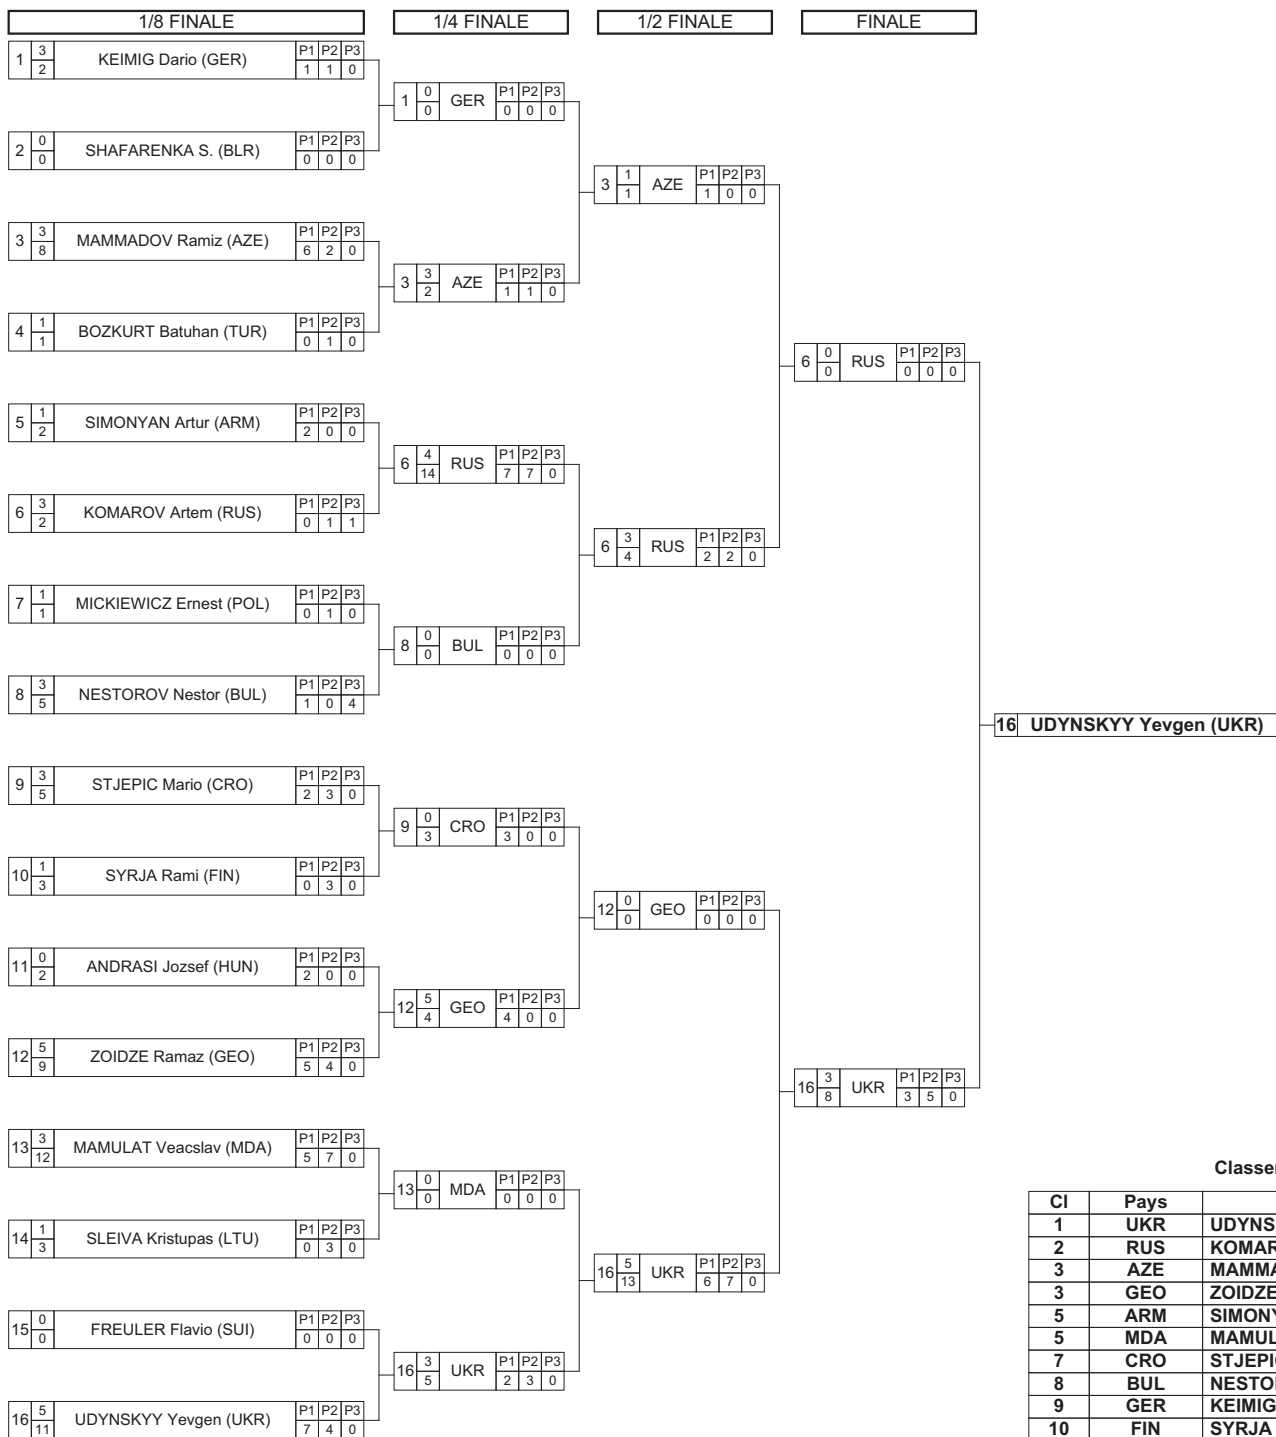 1/8 FINALE 1/4 FINALE 1/2 FINALE FINALE
1 3 2 KEIMIG Dario (GER) P1 P2 P3 1 1 0
1 0 0 GER P1 P2 P3 0 0 0
2 0 0 SHAFARENKA S. (BLR) P1 P2 P3 0 0 0
3 1 1 AZE P1 P2 P3 1 0 0
3 3 8 MAMMADOV Ramiz (AZE) P1 P2 P3 6 2 0
3 3 2 AZE P1 P2 P3 1 1 0
4 1 1 BOZKURT Batuhan (TUR) P1 P2 P3 0 1 0
6 0 0 RUS P1 P2 P3 0 0 0
5 1 2 SIMONYAN Artur (ARM) P1 P2 P3 2 0 0
6 4 14 RUS P1 P2 P3 7 7 0
6 3 2 KOMAROV Artem (RUS) P1 P2 P3 0 1 1
6 3 4 RUS P1 P2 P3 2 2 0
7 1 1 MICKIEWICZ Ernest (POL) P1 P2 P3 0 1 0
8 0 0 BUL P1 P2 P3 0 0 0
8 3 5 NESTOROV Nestor (BUL) P1 P2 P3 1 0 4
16 UDYNSKYY Yevgen (UKR)
9 3 5 STJEPIC Mario (CRO) P1 P2 P3 2 3 0
9 0 3 CRO P1 P2 P3 3 0 0
10 1 3 SYRJA Rami (FIN) P1 P2 P3 0 3 0
12 0 0 GEO P1 P2 P3 0 0 0
11 0 2 ANDRASI Jozsef (HUN) P1 P2 P3 2 0 0
12 5 4 GEO P1 P2 P3 4 0 0
12 5 9 ZOIDZE Ramaz (GEO) P1 P2 P3 5 4 0
16 3 8 UKR P1 P2 P3 3 5 0
13 3 12 MAMULAT Veacslav (MDA) P1 P2 P3 5 7 0
13 0 0 MDA P1 P2 P3 0 0 0
14 1 3 SLEIVA Kristupas (LTU) P1 P2 P3 0 3 0
16 5 13 UKR P1 P2 P3 6 7 0
15 0 0 FREULER Flavio (SUI) P1 P2 P3 0 0 0
16 3 5 UKR P1 P2 P3 2 3 0
16 5 11 UDYNSKYY Yevgen (UKR) P1 P2 P3 7 4 0
Classe
Cl Pays
1 UKR UDYNS
2 RUS KOMAR
3 AZE MAMMA
3 GEO ZOIDZE
5 ARM SIMONY
5 MDA MAMUL
7 CRO STJEPI
8 BUL NESTO
9 GER KEIMIG
10 FIN SYRJA